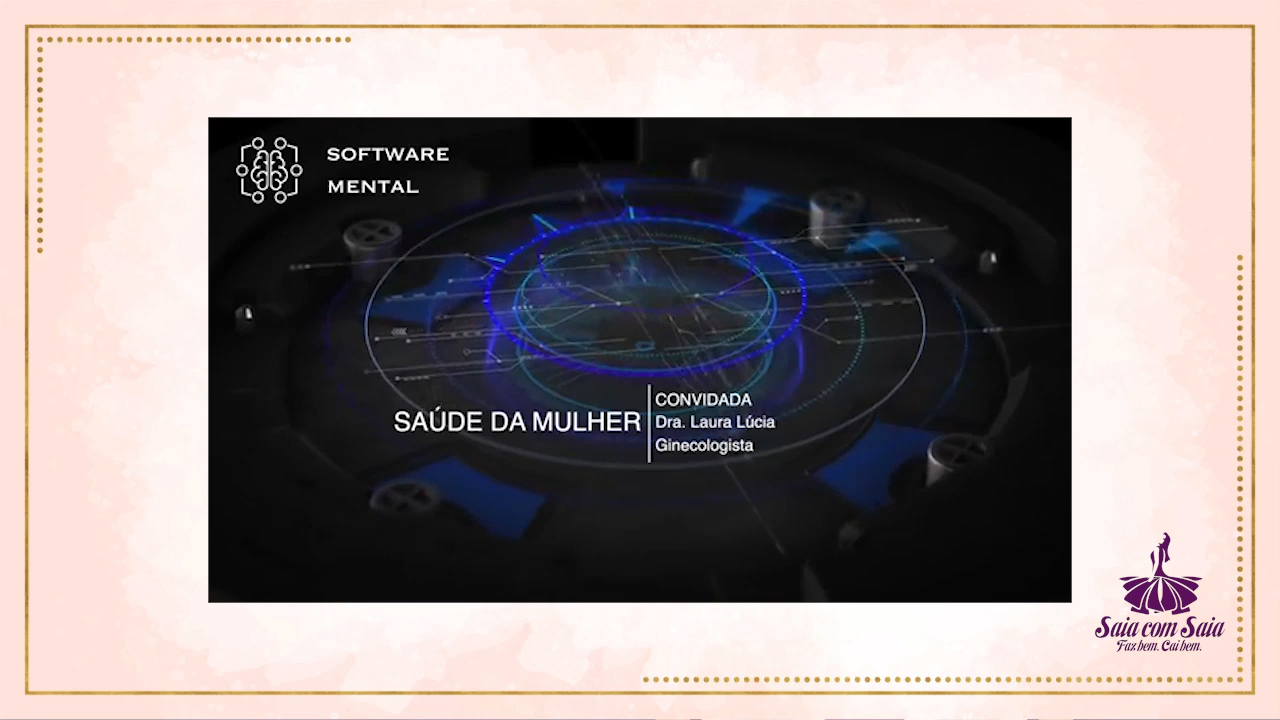 SOFTWARE
MENTAL
SAÚDE DA MULHER
CONVIDADA
Dra. Laura Lúcia
Ginecologista
Saia com Saia
Faz bem. Cai bem.